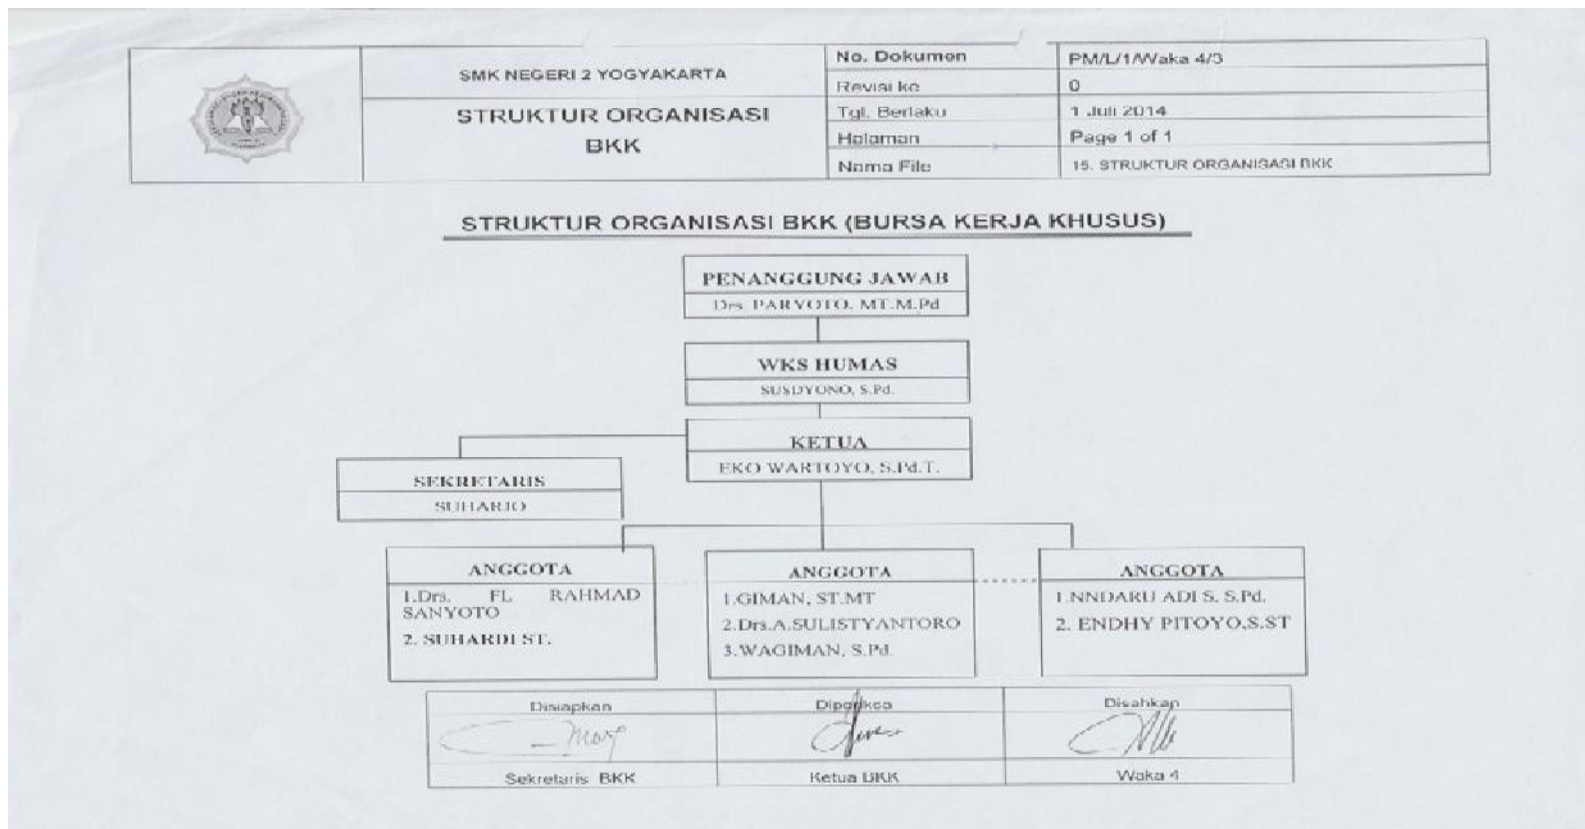 SMK NEGERI 2 YOGYAKARTA
STRUKTUR ORGANISASI
BKK
No. Dokumen PM/L/1/Waka 4/3
Revisi ke 0
Tgl. Berlaku 1 Juli 2014
Halaman Page 1 of 1
Nama File 15. STRUKTUR ORGANISASI BKK
STRUKTUR ORGANISASI BKK (BURSA KERJA KHUSUS)
PENANGGUNG JAWAB
Drs. PARYOTO, MT.M.Pd
WKS HUMAS
SUSDYONO, S.Pd.
KETUA
EKO WARTOYO, S.Pd.T.
SEKRETARIS
SUHARJO
ANGGOTA
1.Drs. FL RAHMAD
SANYOTO
2. SUHARDI ST.
ANGGOTA
1.GIMAN, ST.MT
2.Drs.A.SULISTYANTORO
3.WAGIMAN, S.Pd.
ANGGOTA
1.NNDARU ADI S. S.Pd.
2. ENDHY PITOYO,S.ST
Disiapkan Diperiksa Disahkan
Sekretaris BKK Ketua BKK Waka 4